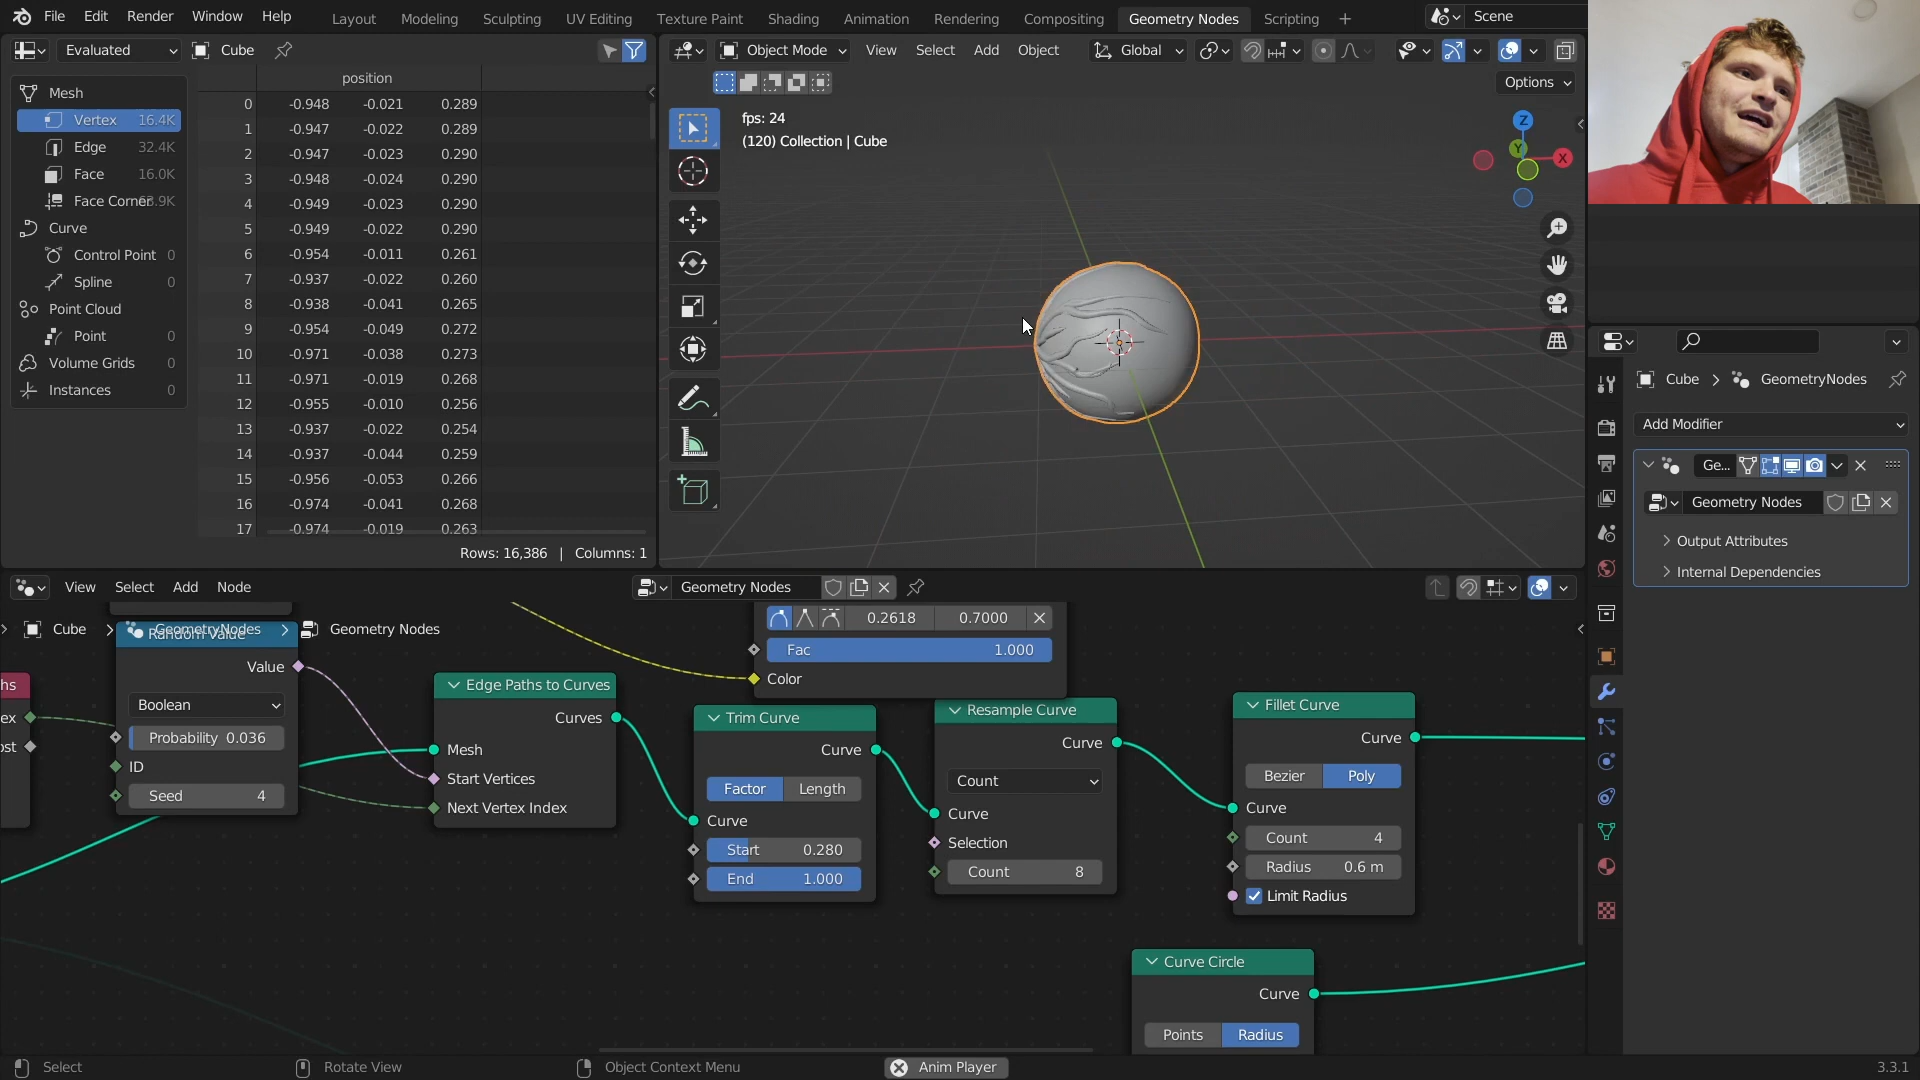 File Edit Render Window Help
Layout Modeling Sculpting UV Editing Texture Paint Shading Animation Rendering Compositing Geometry Nodes Scripting +
Scene
Evaluated Cube
Object Mode View Select Add Object Global
Options
position
Mesh
Vertex 16.4K
Edge 32.4K
Face 16.0K
Face Corner
Curve
Control Point 0
Spline 0
Point Cloud
Point 0
Volume Grids 0
Instances 0
0 -0.948 -0.021 0.289
1 -0.947 -0.022 0.289
2 -0.947 -0.023 0.290
3 -0.948 -0.024 0.290
4 -0.949 -0.023 0.290
5 -0.949 -0.022 0.290
6 -0.954 -0.011 0.261
7 -0.937 -0.022 0.260
8 -0.938 -0.041 0.265
9 -0.954 -0.049 0.272
10 -0.971 -0.038 0.273
11 -0.971 -0.019 0.268
12 -0.955 -0.010 0.256
13 -0.937 -0.022 0.254
14 -0.937 -0.044 0.259
15 -0.956 -0.053 0.266
16 -0.974 -0.041 0.268
17 -0.974 -0.019 0.263
Rows: 16,386 | Columns: 1
fps: 24
(120) Collection | Cube
Z
Y
X
Cube > GeometryNodes
Add Modifier
Ge...
Geometry Nodes
Output Attributes
Internal Dependencies
View Select Add Node
Geometry Nodes
Cube > GeometryNodes > Geometry Nodes
Random Value
Value
Boolean
Probability 0.036
ID
Seed 4
Edge Paths to Curves
Curves
Mesh
Start Vertices
Next Vertex Index
0.2618 0.7000
Fac 1.000
Color
Trim Curve
Curve
Factor Length
Curve
Start 0.280
End 1.000
Resample Curve
Curve
Count
Curve
Selection
Count 8
Fillet Curve
Curve
Bezier Poly
Curve
Count 4
Radius 0.6 m
Limit Radius
Curve Circle
Curve
Points Radius
Select
Rotate View
Object Context Menu
Anim Player
3.3.1